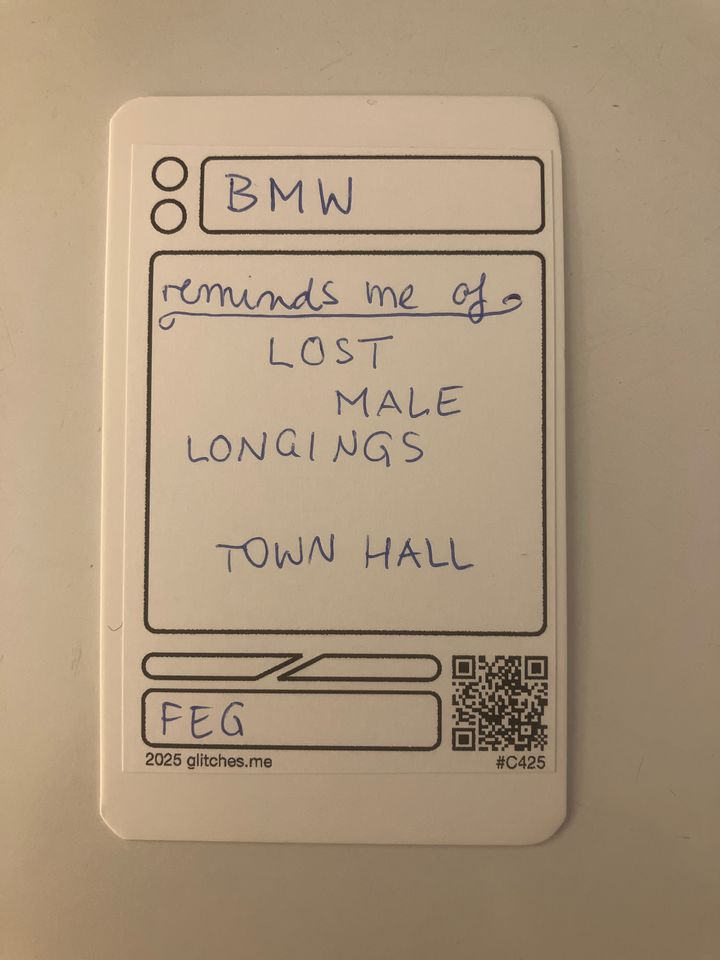 BMW
reminds me of
LOST
MALE
LONGINGS
TOWN HALL
FEG
2025 glitches.me
#C425